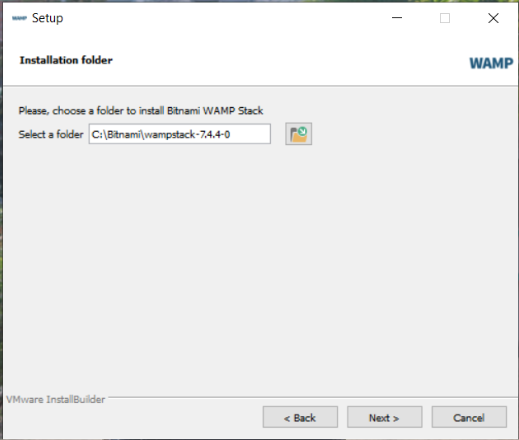 WAMP Setup
Installation folder
WAMP
Please, choose a folder to install Bitnami WAMP Stack
Select a folder C:\Bitnami\wampstack-7.4.4-0
VMware InstallBuilder
< Back Next > Cancel